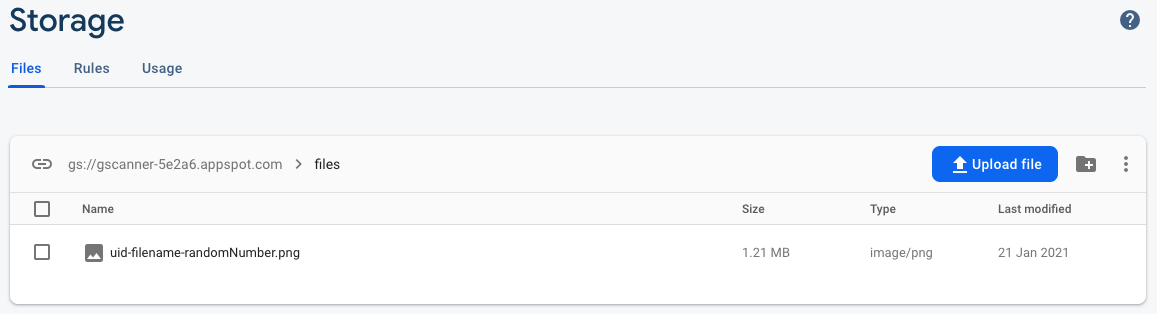 Storage
Files Rules Usage
gs://gscanner-5e2a6.appspot.com > files Upload file
Name Size Type Last modified
uid-filename-randomNumber.png 1.21 MB image/png 21 Jan 2021